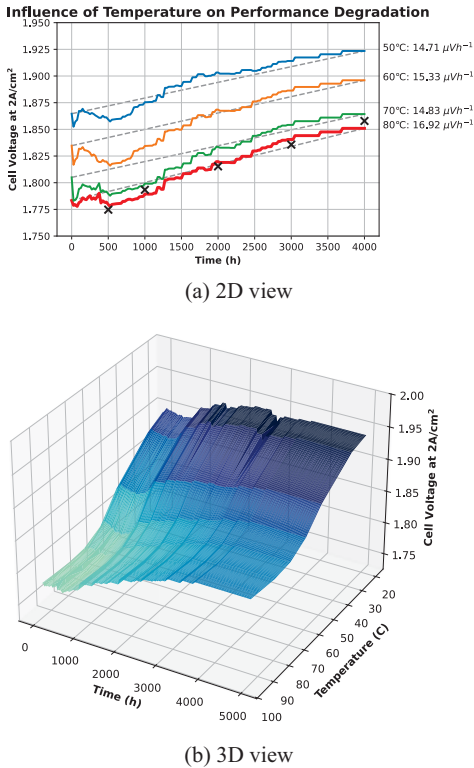 Influence of Temperature on Performance Degradation
1,950
1,925
1,900
1,875
1,850
1,825
1,800
1,775
1,750
Cell Voltage at 2A/cm²
0 500 1000 1500 2000 2500 3000 3500 4000
Time (h)
50℃: 14,71 μVh⁻¹
60℃: 15,33 μVh⁻¹
70℃: 14.83 μVh⁻¹
80℃: 16,92 μVh⁻¹
(a) 2D view
2.00
1.95
1.90
1.85
1.80
1.75
Cell Voltage at 2A/cm²
20
30
40
50
60
70
80
90
100
Temperature (C)
0
1000
2000
3000
4000
5000
Time (h)
(b) 3D view